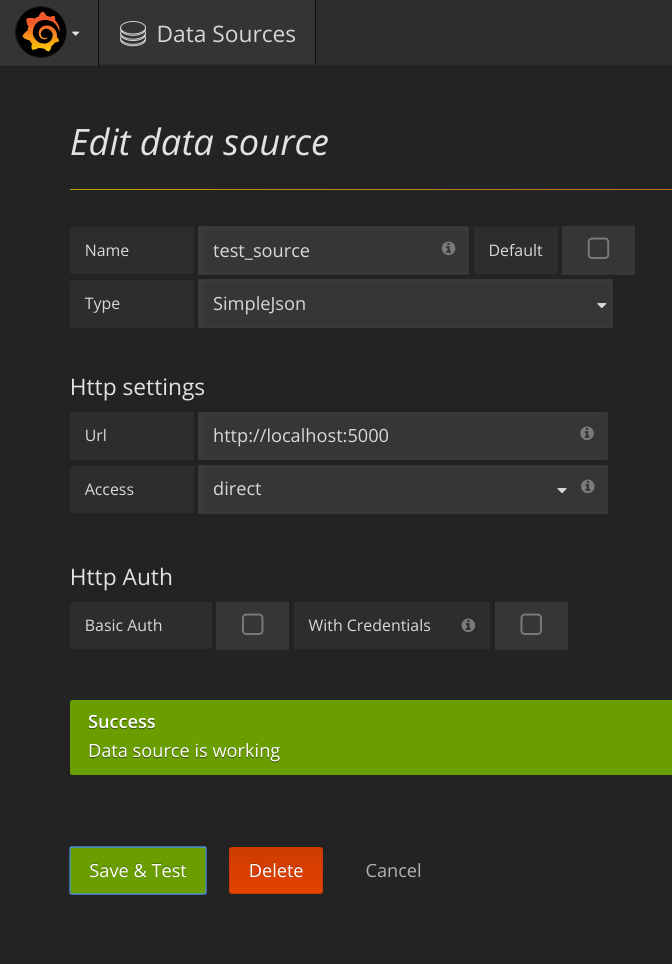 Data Sources
Edit data source
Name test_source Default
Type SimpleJson
Http settings
Url http://localhost:5000
Access direct
Http Auth
Basic Auth With Credentials
Success
Data source is working
Save & Test Delete Cancel